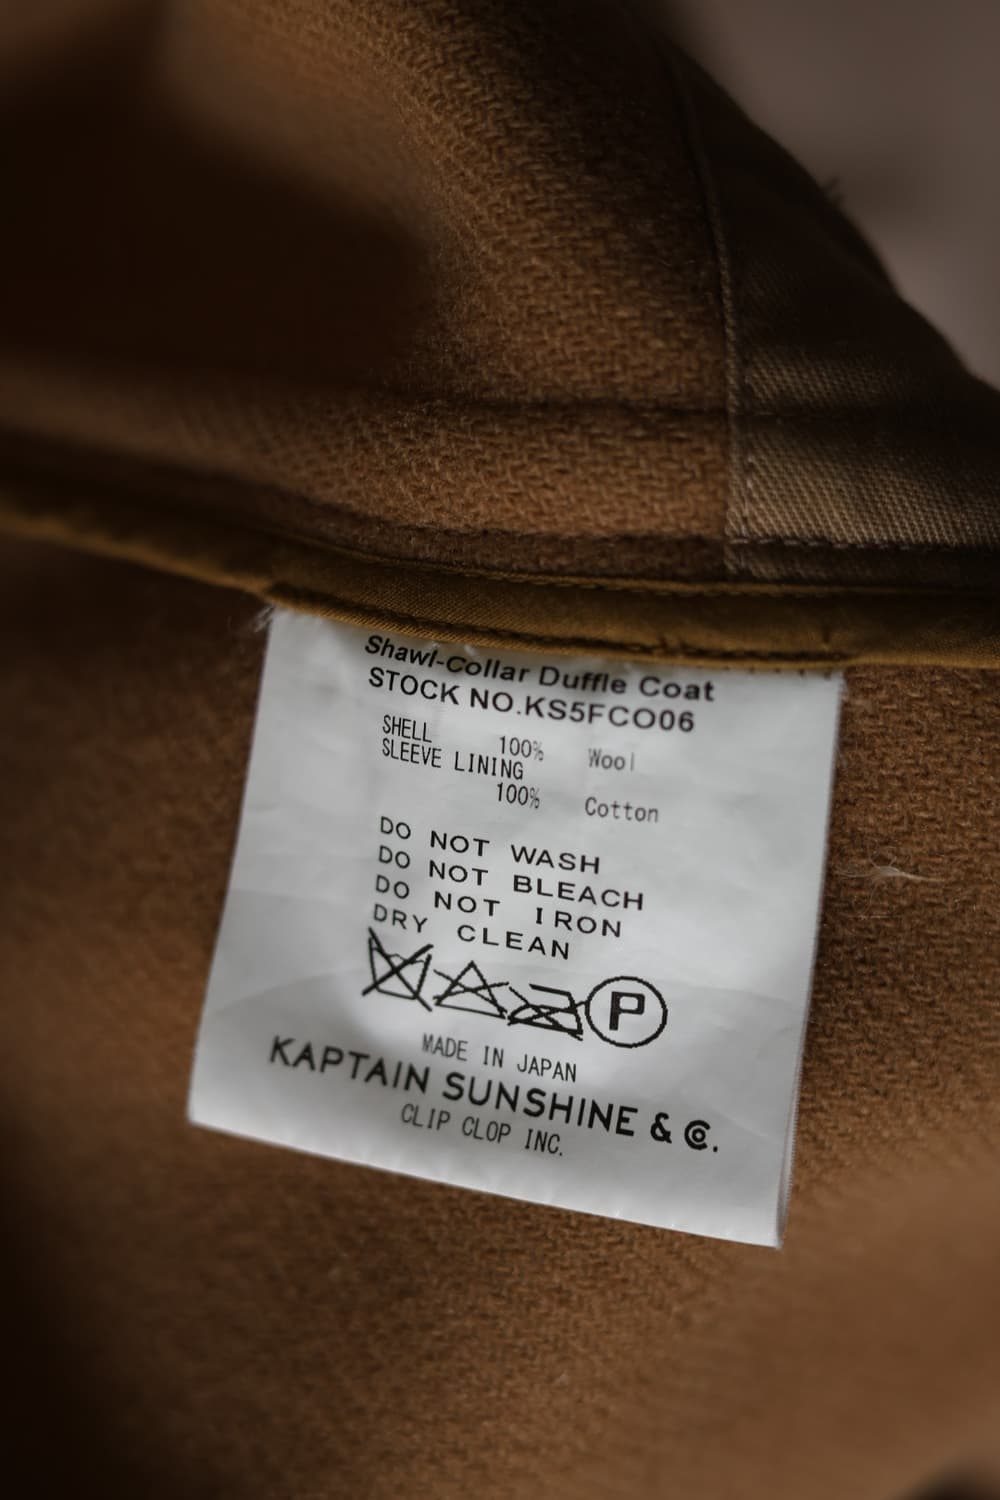 Shawl-Collar Duffle Coat
STOCK NO.KS5FCO06
SHELL
100% Wool
SLEEVE LINING
100% Cotton
DO NOT WASH
DO NOT BLEACH
DO NOT IRON
DRY CLEAN
P
MADE IN JAPAN
KAPTAIN SUNSHINE & Co.
CLIP CLOP INC.